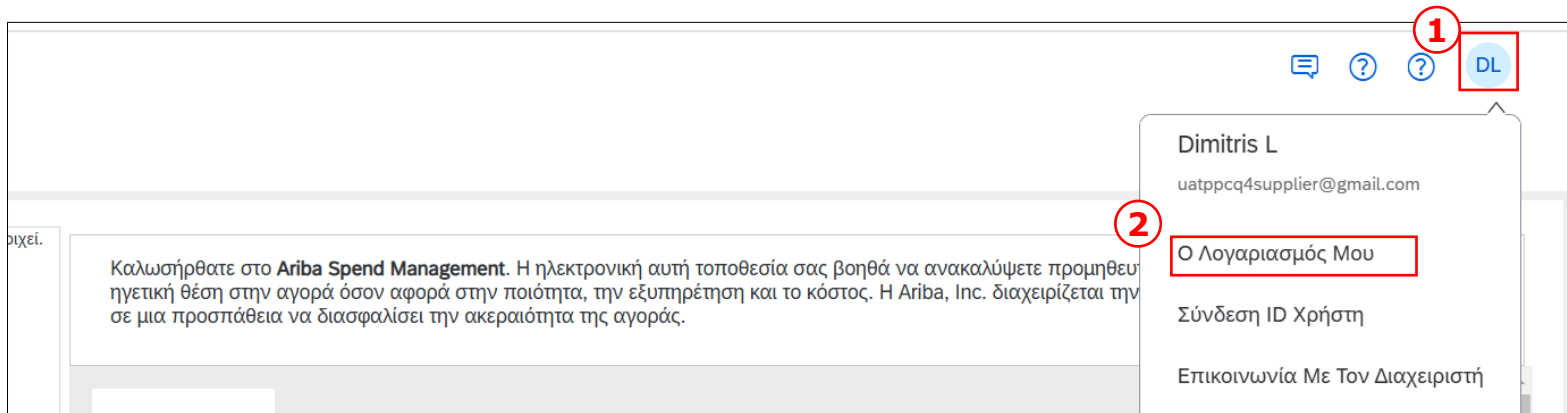 1
DL
Dimitris L
uatppcq4supplier@gmail.com
2
Ο Λογαριασμός Μου
Σύνδεση ID Χρήστη
Επικοινωνία Με Τον Διαχειριστή
Καλωσήρθατε στο Ariba Spend Management. Η ηλεκτρονική αυτή τοποθεσία σας βοηθά να ανακαλύψετε
ηγετική θέση στην αγορά όσον αφορά στην ποιότητα, την εξυπηρέτηση και το κόστος. Η Ariba, Inc. διαχειρίζεται την
σε μια προσπάθεια να διασφαλίσει την ακεραιότητα της αγοράς.